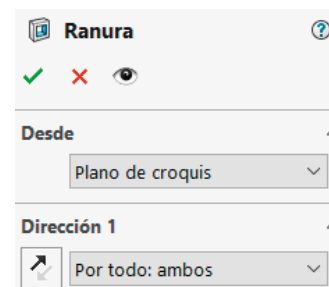 Ranura
Desde
Plano de croquis
Dirección 1
Por todo: ambos